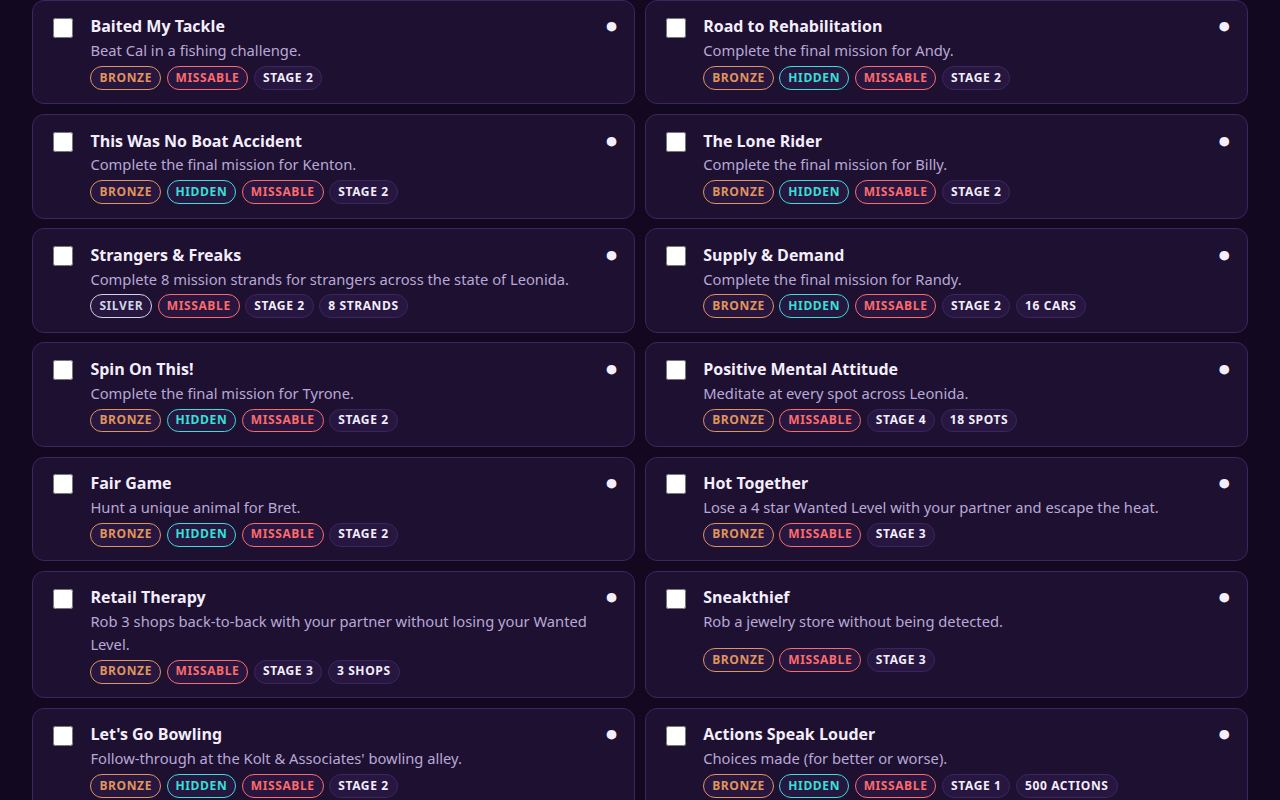 Baited My Tackle
Beat Cal in a fishing challenge.
BRONZE MISSABLE STAGE 2
Road to Rehabilitation
Complete the final mission for Andy.
BRONZE HIDDEN MISSABLE STAGE 2
This Was No Boat Accident
Complete the final mission for Kenton.
BRONZE HIDDEN MISSABLE STAGE 2
The Lone Rider
Complete the final mission for Billy.
BRONZE HIDDEN MISSABLE STAGE 2
Strangers & Freaks
Complete 8 mission strands for strangers across the state of Leonida.
SILVER MISSABLE STAGE 2 8 STRANDS
Supply & Demand
Complete the final mission for Randy.
BRONZE HIDDEN MISSABLE STAGE 2 16 CARS
Spin On This!
Complete the final mission for Tyrone.
BRONZE HIDDEN MISSABLE STAGE 2
Positive Mental Attitude
Meditate at every spot across Leonida.
BRONZE MISSABLE STAGE 4 18 SPOTS
Fair Game
Hunt a unique animal for Bret.
BRONZE HIDDEN MISSABLE STAGE 2
Hot Together
Lose a 4 star Wanted Level with your partner and escape the heat.
BRONZE MISSABLE STAGE 3
Retail Therapy
Rob 3 shops back-to-back with your partner without losing your Wanted
Level.
BRONZE MISSABLE STAGE 3 3 SHOPS
Sneakthief
Rob a jewelry store without being detected.
BRONZE MISSABLE STAGE 3
Let's Go Bowling
Follow-through at the Kolt & Associates' bowling alley.
BRONZE HIDDEN MISSABLE STAGE 2
Actions Speak Louder
Choices made (for better or worse).
BRONZE HIDDEN MISSABLE STAGE 1 500 ACTIONS